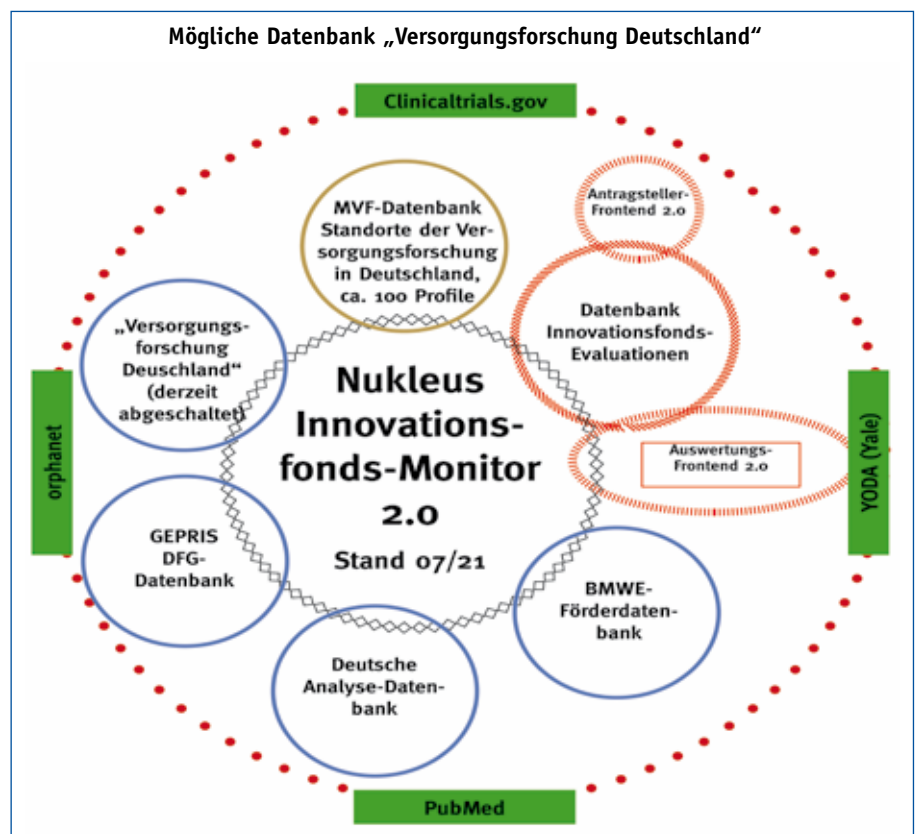 Mögliche Datenbank „Versorgungsforschung Deutschland“
Clinicaltrials.gov
Antragsteller-
Frontend 2.0
MVF-Datenbank
Standorte der Ver-
sorgungsforschung
in Deutschland,
ca. 100 Profile
Datenbank
Innovationsfonds-
Evaluationen
„Versorgungs-
forschung
Deuschland“
(derzeit
abgeschaltet)
Nukleus
Innovations-
fonds-Monitor
2.0
Stand 07/21
Auswertungs-
Frontend 2.0
orphanet
YODA (Yale)
GEPRIS
DFG-
Datenbank
BMWE-
Förderdaten-
bank
Deutsche
Analyse-Daten-
bank
PubMed